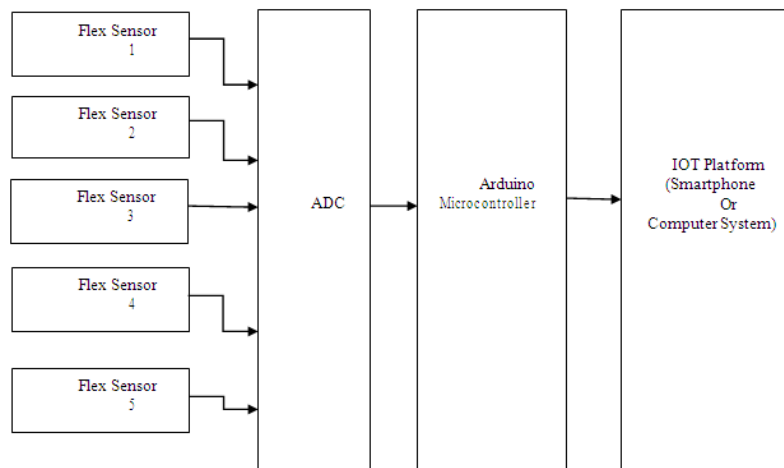 Flex Sensor
1
Flex Sensor
2
Flex Sensor
3
Flex Sensor
4
Flex Sensor
5
ADC
Arduino
Microcontroller
IOT Platform
(Smartphone
Or
Computer System)